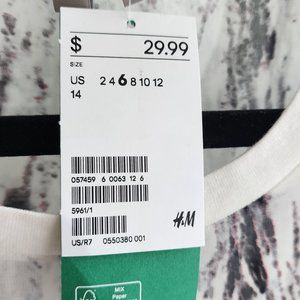 $ 29.99
SIZE
US 2 4 6 8 10 12
14
057459 6 0063 12 6
5961/1
H&M
US/R7 0550380 001
MIX
Paper